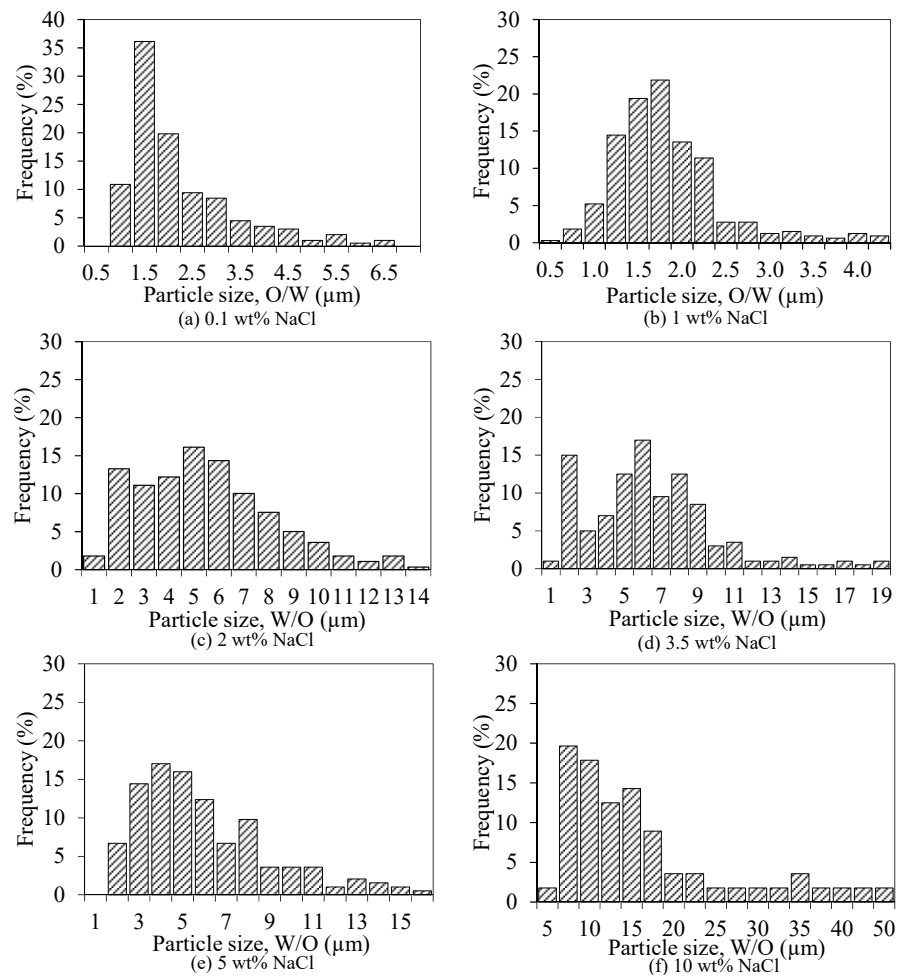 Frequency (%)
40
35
30
25
20
15
10
5
0
0.5 1.5 2.5 3.5 4.5 5.5 6.5
Particle size, O/W (µm)
(a) 0.1 wt% NaCl
Frequency (%)
30
25
20
15
10
5
0
0.5 1.0 1.5 2.0 2.5 3.0 3.5 4.0
Particle size, O/W (µm)
(b) 1 wt% NaCl
Frequency (%)
30
25
20
15
10
5
0
1 2 3 4 5 6 7 8 9 10 11 12 13 14
Particle size, W/O (µm)
(c) 2 wt% NaCl
Frequency (%)
30
25
20
15
10
5
0
1 3 5 7 9 11 13 15 17 19
Particle size, W/O (µm)
(d) 3.5 wt% NaCl
Frequency (%)
30
25
20
15
10
5
0
1 3 5 7 9 11 13 15
Particle size, W/O (µm)
(e) 5 wt% NaCl
Frequency (%)
30
25
20
15
10
5
0
5 10 15 20 25 30 35 40 50
Particle size, W/O (µm)
(f) 10 wt% NaCl